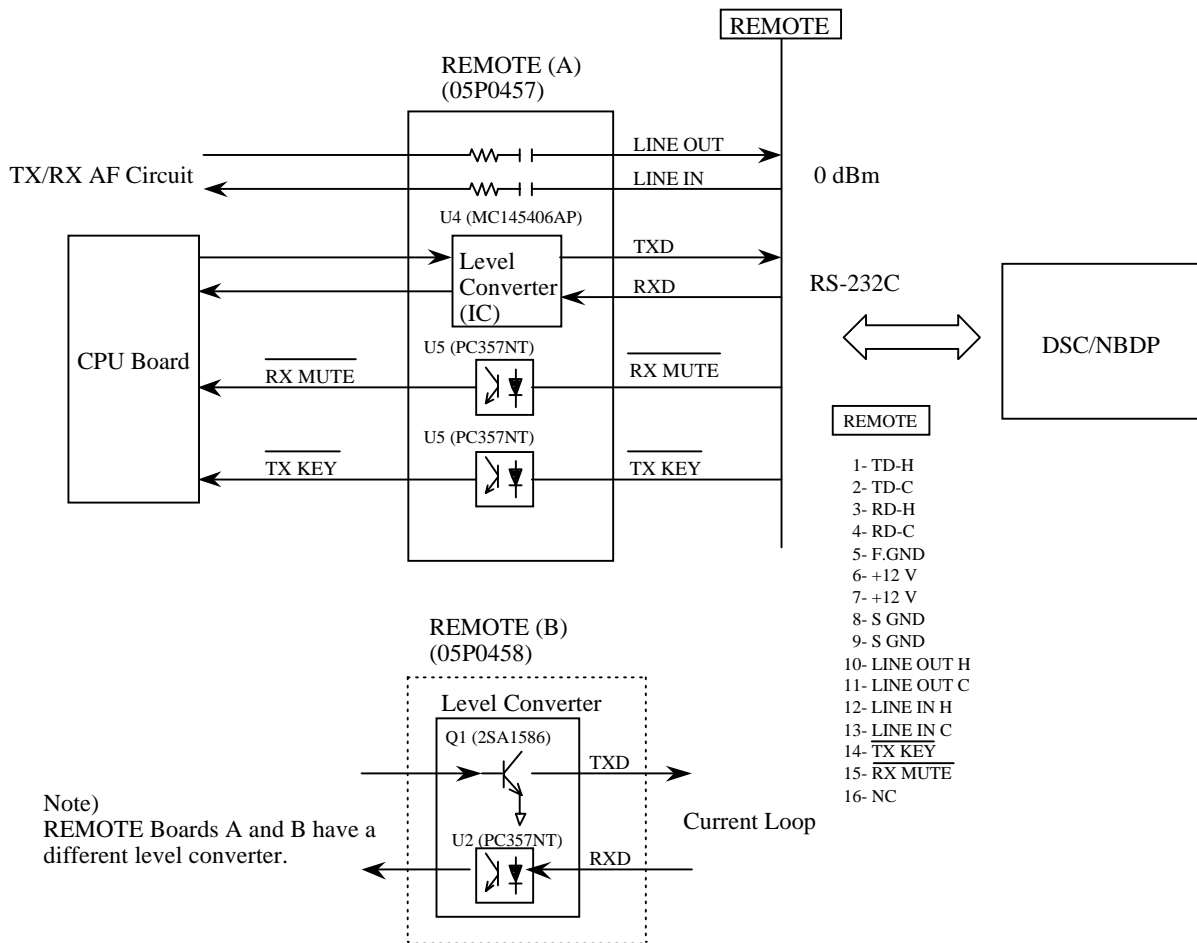 REMOTE
REMOTE (A)
(05P0457)
TX/RX AF Circuit
LINE OUT
LINE IN
0 dBm
U4 (MC145406AP)
Level
Converter
(IC)
TXD
RXD
RS-232C
CPU Board
DSC/NBDP
U5 (PC357NT)
RX MUTE
RX MUTE
U5 (PC357NT)
TX KEY
TX KEY
REMOTE
1- TD-H
2- TD-C
3- RD-H
4- RD-C
5- F.GND
6- +12 V
7- +12 V
8- S GND
9- S GND
10- LINE OUT H
11- LINE OUT C
12- LINE IN H
13- LINE IN C
14- TX KEY
15- RX MUTE
16- NC
REMOTE (B)
(05P0458)
Level Converter
Q1 (2SA1586)
TXD
U2 (PC357NT)
RXD
Current Loop
Note)
REMOTE Boards A and B have a
different level converter.